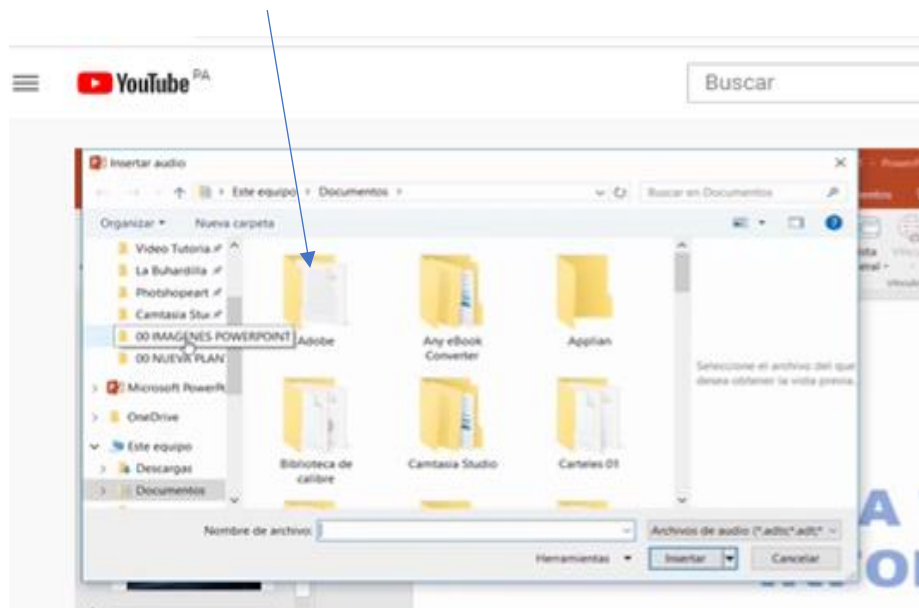 YouTube PA
Buscar
Insertar audio
Este equipo > Documentos >
Buscar en Documentos
Organizar
Nueva carpeta
Video Tutoria
La Buhardilla
Photshopeart
Camtasia Stu
00 IMAGENES POWERPOINT
00 NUEVA PLAN
Microsoft PowerP
OneDrive
Este equipo
Descargas
Documentos
Adobe
Any eBook
Converter
Applian
Biblioteca de
calibre
Camtasia Studio
Carteles 01
Seleccione el archivo del que
desea obtener la vista previa.
Nombre de archivo:
Archivos de audio (*.adts;*.adt;*
Herramientas
Insertar
Cancelar
A